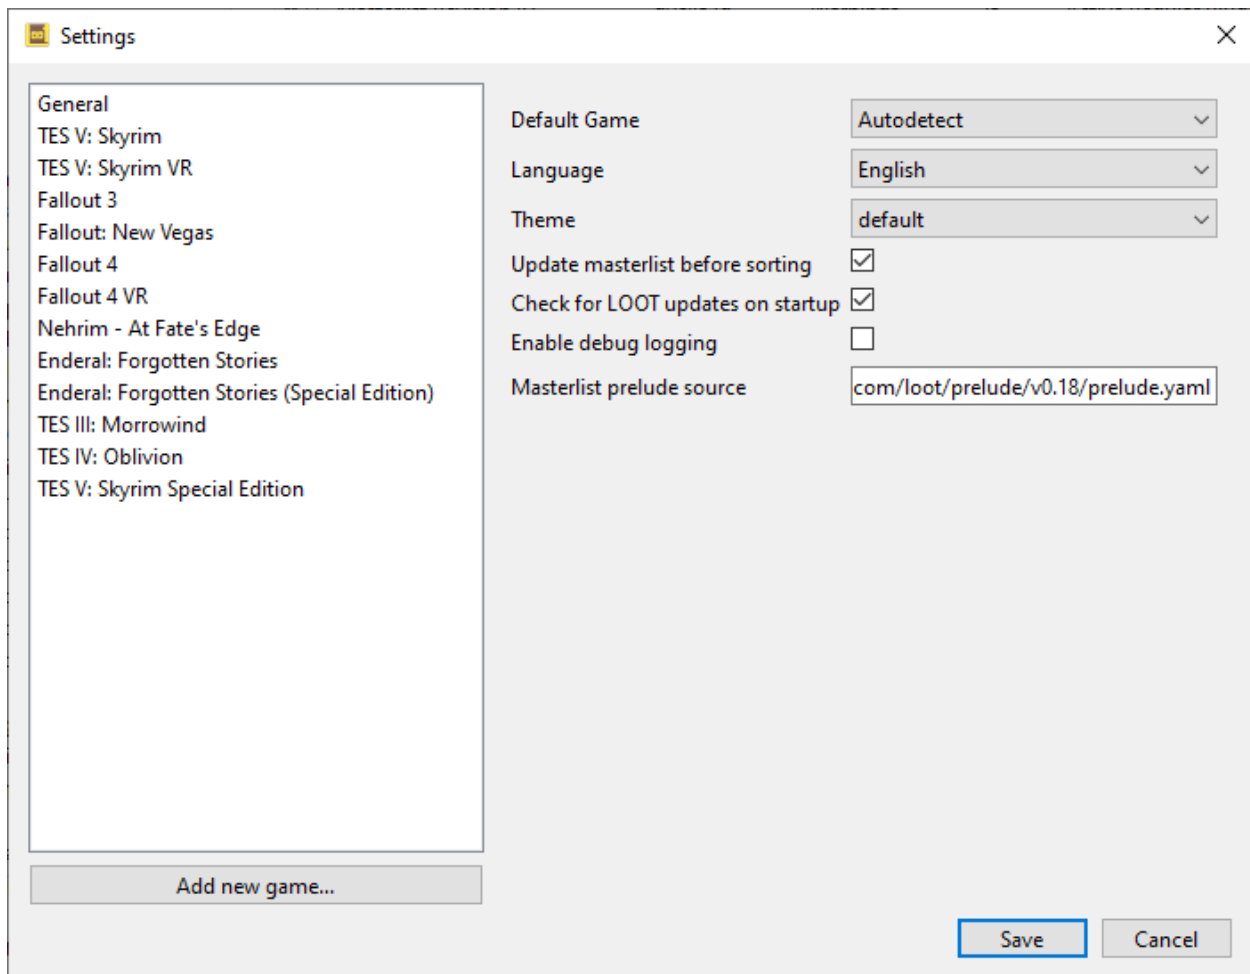 Settings
General
TES V: Skyrim
TES V: Skyrim VR
Fallout 3
Fallout: New Vegas
Fallout 4
Fallout 4 VR
Nehrim - At Fate's Edge
Enderal: Forgotten Stories
Enderal: Forgotten Stories (Special Edition)
TES III: Morrowind
TES IV: Oblivion
TES V: Skyrim Special Edition
Add new game...
Default Game Autodetect
Language English
Theme default
Update masterlist before sorting
Check for LOOT updates on startup
Enable debug logging
Masterlist prelude source com/loot/prelude/v0.18/prelude.yaml
Save Cancel